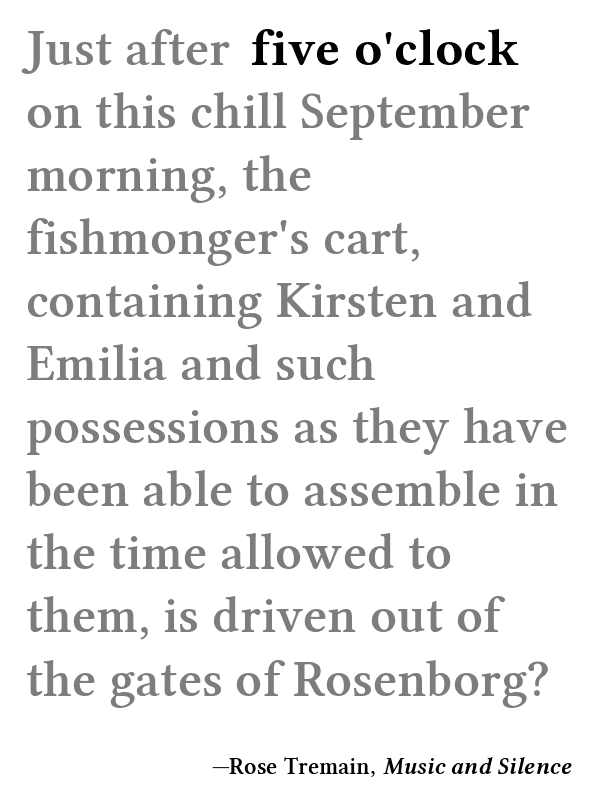 Just after five o'clock
on this chill September
morning, the
fishmonger's cart,
containing Kirsten and
Emilia and such
possessions as they have
been able to assemble in
the time allowed to
them, is driven out of
the gates of Rosenborg?
—Rose Tremain, Music and Silence